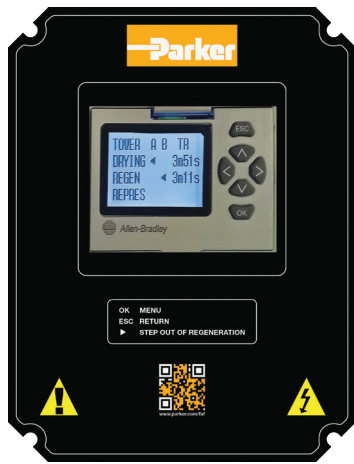 Parker
ESC
TOWER A B TR
DRYING ◄ 3m51s
REGEN ◄ 3m11s
REPRES
OK
Allen-Bradley
OK MENU
ESC RETURN
► STEP OUT OF REGENERATION
www.parker.com/faf